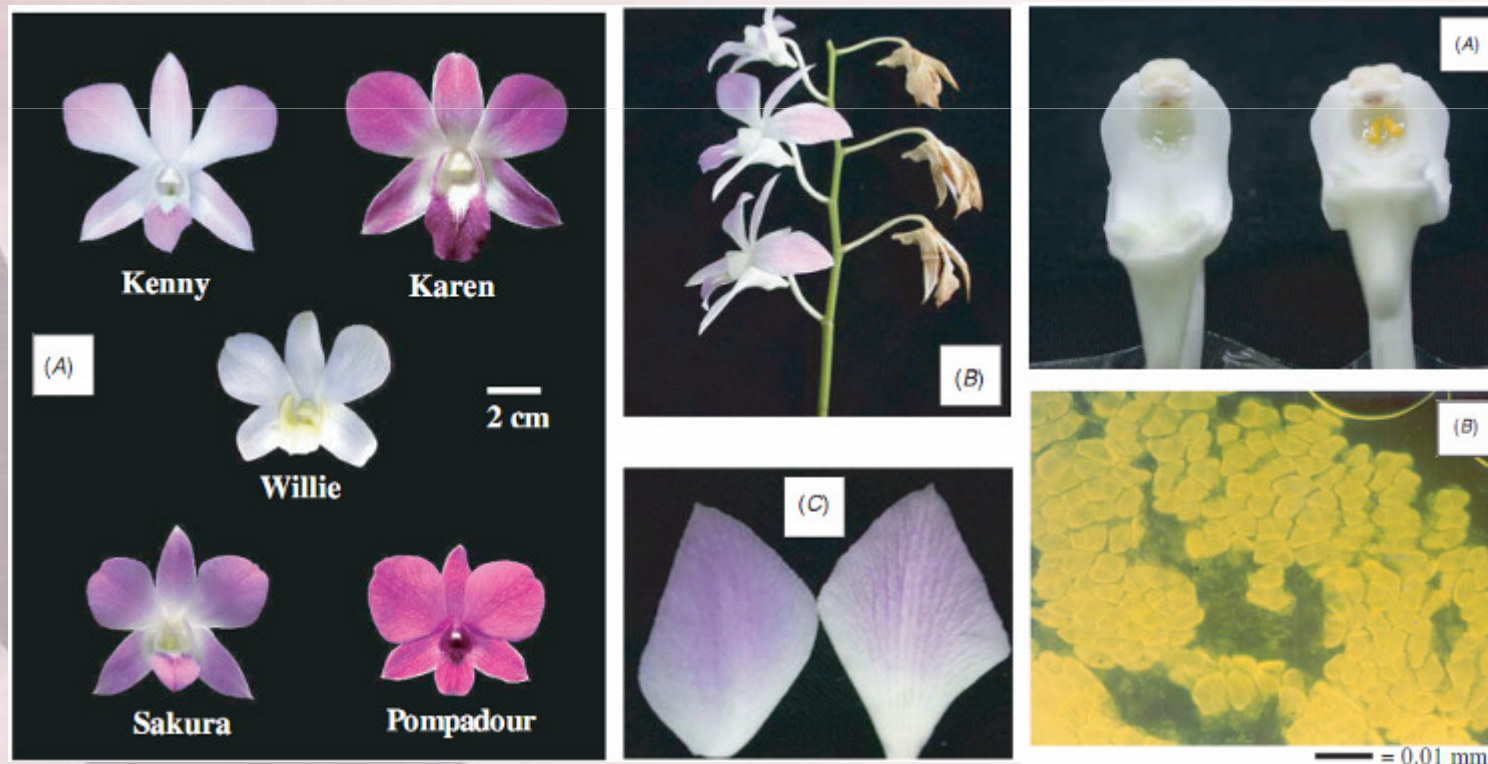 Kenny
Karen
(A)
2 cm
Willie
Sakura
Pompadour
(B)
(C)
(A)
(B)
= 0.01 mm